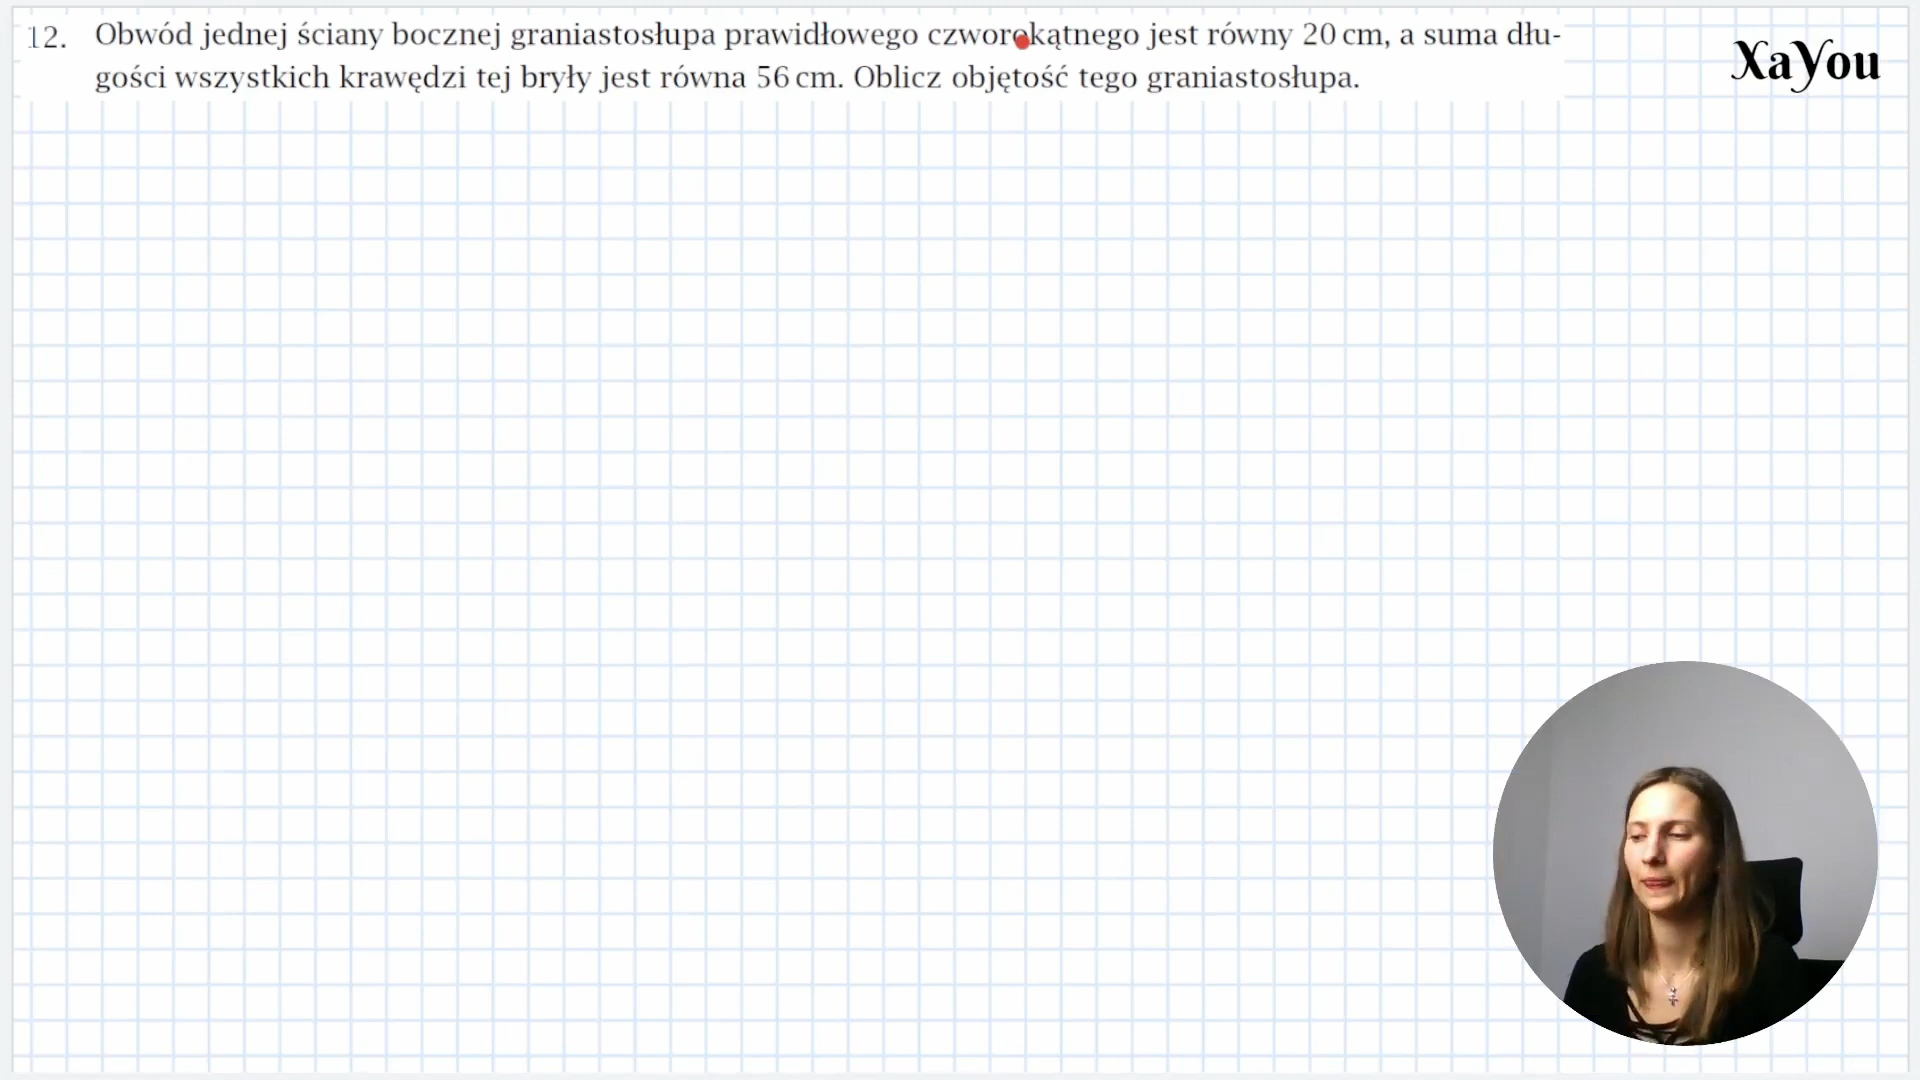 12. Obwód jednej ściany bocznej graniastosłupa prawidłowego czworokątnego jest równy 20 cm, a suma dłu-
gości wszystkich krawędzi tej bryły jest równa 56 cm. Oblicz objętość tego graniastosłupa.
XaYou